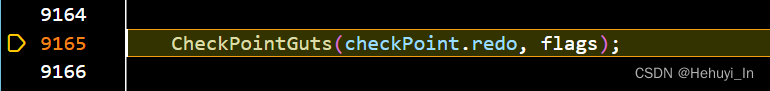 9164
9165 CheckPointGuts(checkPoint.redo, flags);
9166
CSDN @Hehuyi_In